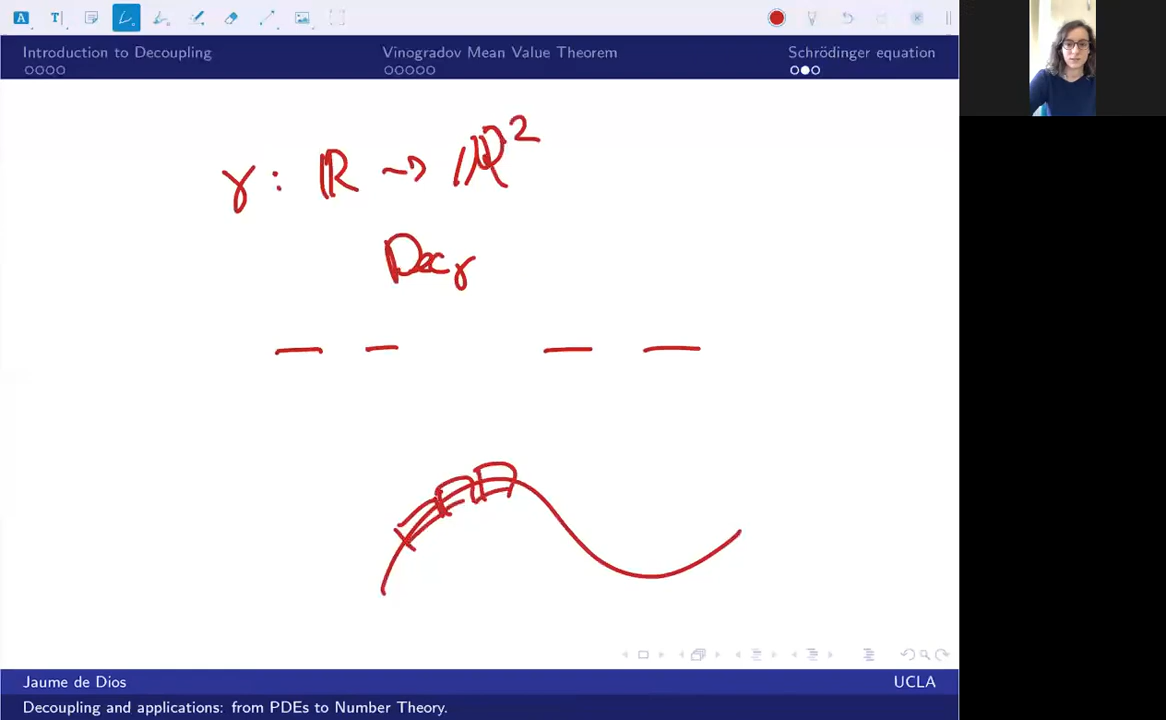 Introduction to Decoupling
Vinogradov Mean Value Theorem
Schrödinger equation
γ : ℝ → ℝ²
Dec_γ
Jaume de Dios
UCLA
Decoupling and applications: from PDEs to Number Theory.